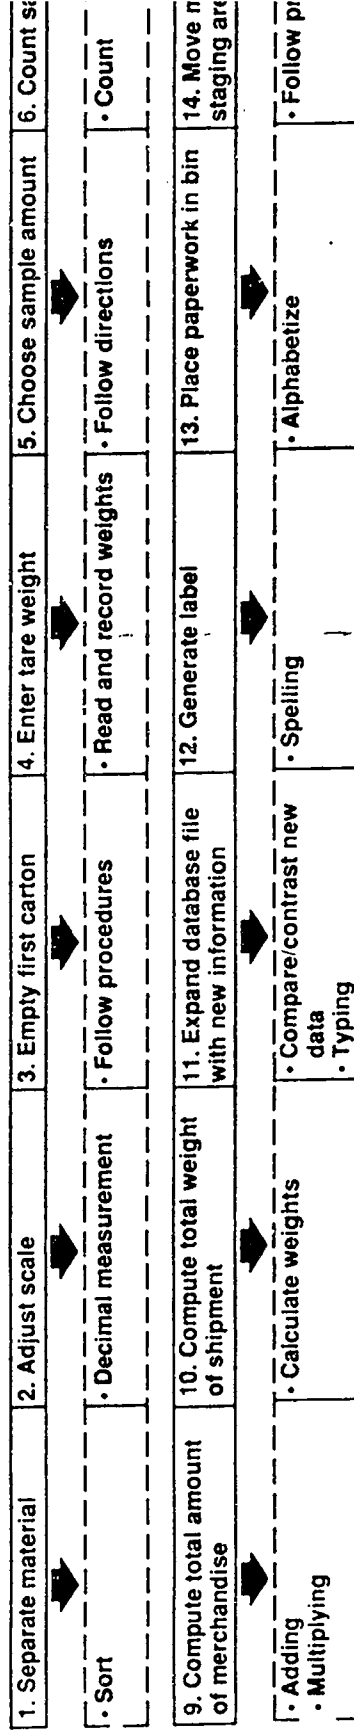 1. Separate material
2. Adjust scale
3. Empty first carton
4. Enter tare weight
5. Choose sample amount
6. Count sa
• Sort
• Decimal measurement
• Follow procedures
• Read and record weights
• Follow directions
• Count
9. Compute total amount
of merchandise
10. Compute total weight
of shipment
11. Expand database file
with new information
12. Generate label
13. Place paperwork in bin
14. Move m
staging are
• Adding
• Multiplying
• Calculate weights
• Compare/contrast new
data
• Typing
• Spelling
• Alphabetize
• Follow pr